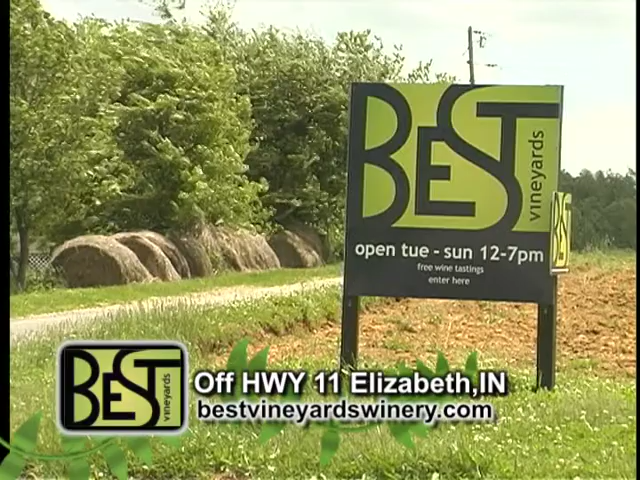 BEST
vineyards
open tue - sun 12-7pm
free wine tastings
enter here
BEST
BEST
vineyards
Off HWY 11 Elizabeth,IN
bestvineyardswinery.com